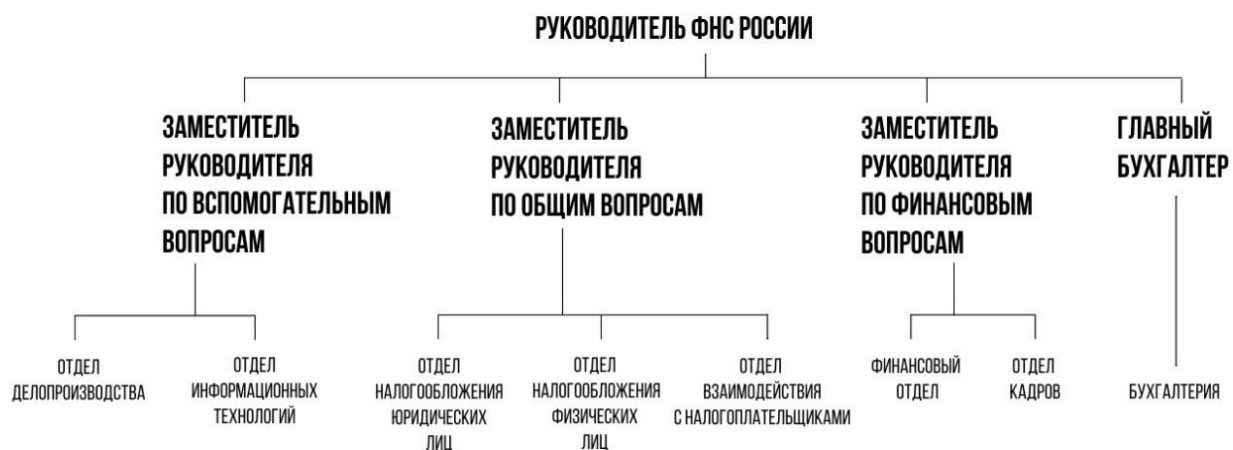 РУКОВОДИТЕЛЬ ФНС РОССИИ
ЗАМЕСТИТЕЛЬ
РУКОВОДИТЕЛЯ
ПО ВСПОМОГАТЕЛЬНЫМ
ВОПРОСАМ
ЗАМЕСТИТЕЛЬ
РУКОВОДИТЕЛЯ
ПО ОБЩИМ ВОПРОСАМ
ЗАМЕСТИТЕЛЬ
РУКОВОДИТЕЛЯ
ПО ФИНАНСОВЫМ
ВОПРОСАМ
ГЛАВНЫЙ
БУХГАЛТЕР
ОТДЕЛ
ДЕЛОПРОИЗВОДСТВА
ОТДЕЛ
ИНФОРМАЦИОННЫХ
ТЕХНОЛОГИЙ
ОТДЕЛ
НАЛОГООБЛОЖЕНИЯ
ЮРИДИЧЕСКИХ
ЛИЦ
ОТДЕЛ
НАЛОГООБЛОЖЕНИЯ
ФИЗИЧЕСКИХ
ЛИЦ
ОТДЕЛ
ВЗАИМОДЕЙСТВИЯ
С НАЛОГОПЛАТЕЛЬЩИКАМИ
ФИНАНСОВЫЙ
ОТДЕЛ
ОТДЕЛ
КАДРОВ
БУХГАЛТЕРИЯ